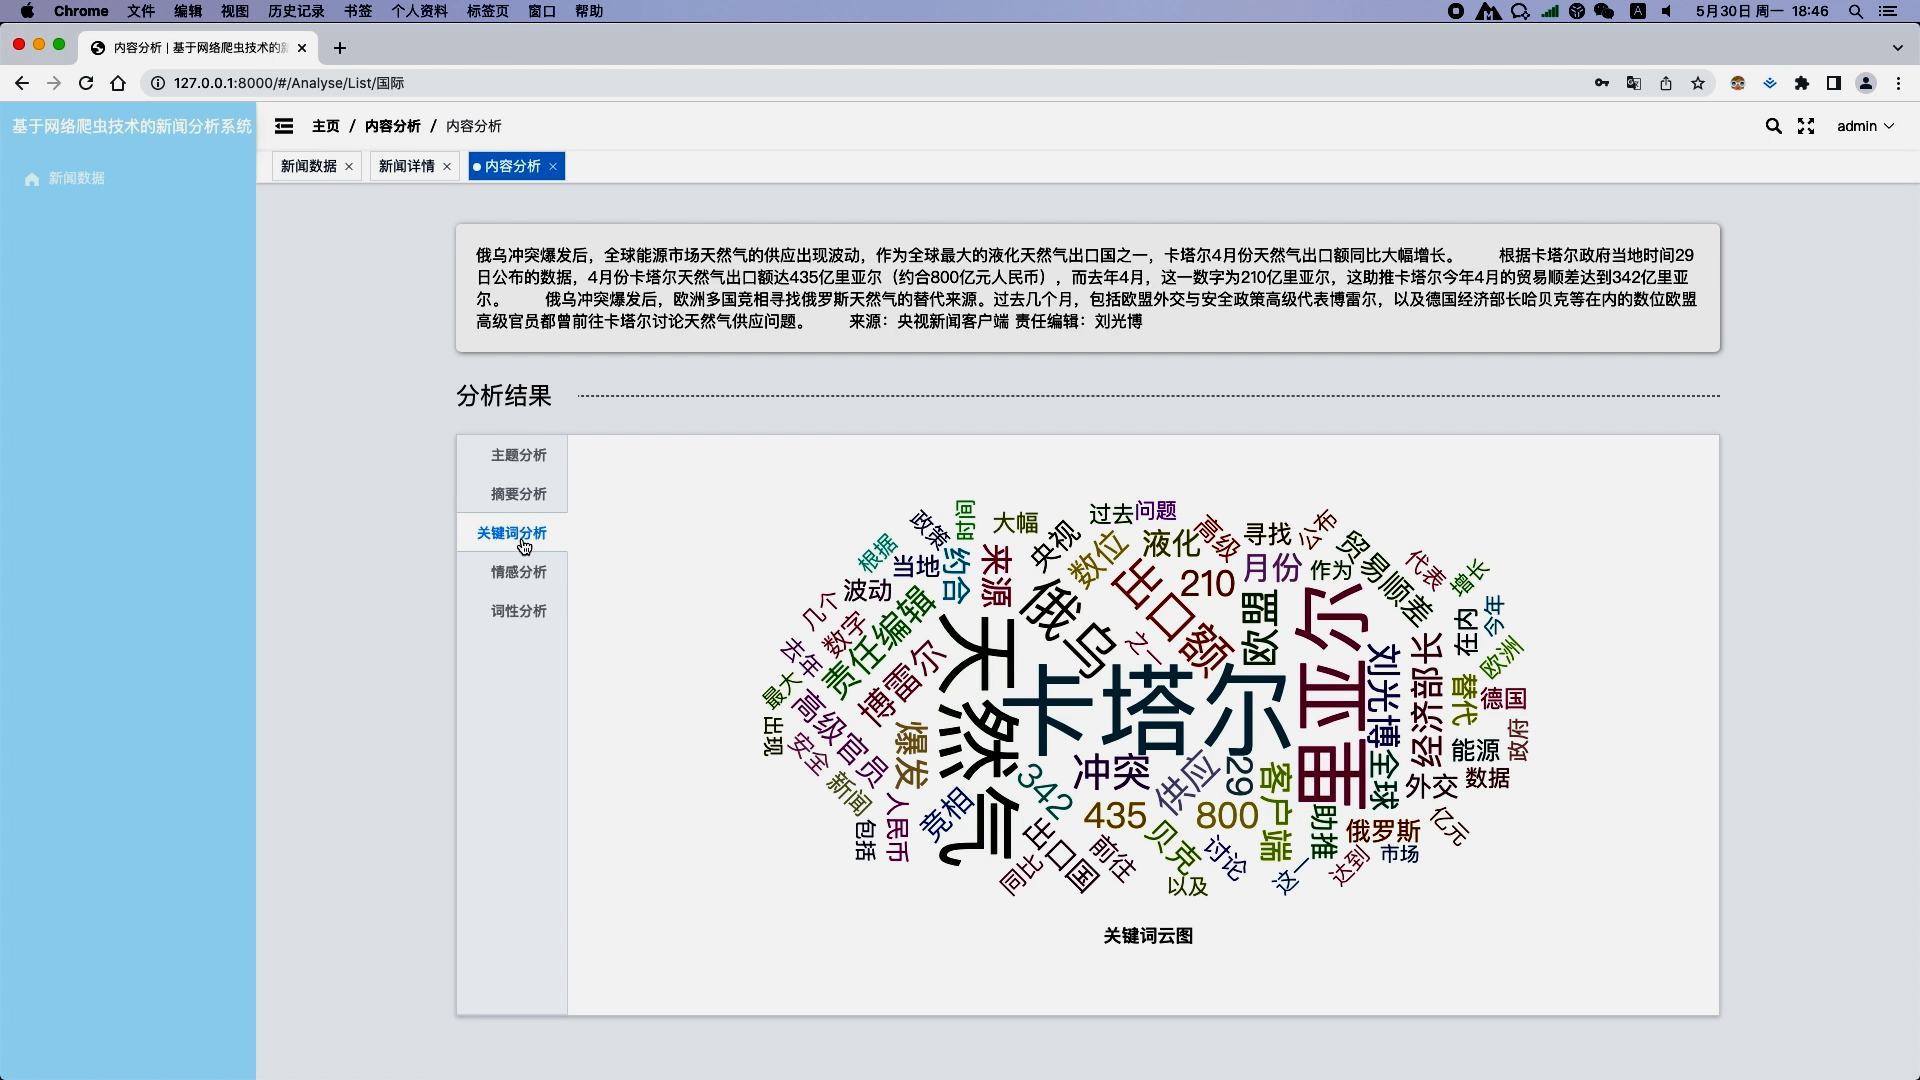 Chrome 文件 编辑 视图 历史记录 书签 个人资料 标签页 窗口 帮助
A 5月30日 周一 18:46
内容分析 | 基于网络爬虫技术的新
127.0.0.1:8000/#/Analyse/List/国际
基于网络爬虫技术的新闻分析系统
主页 / 内容分析 / 内容分析
admin
新闻数据
新闻数据 × 新闻详情 × 内容分析 ×
俄乌冲突爆发后，全球能源市场天然气的供应出现波动，作为全球最大的液化天然气出口国之一，卡塔尔4月份天然气出口额同比大幅增长。 根据卡塔尔政府当地时间29
日公布的数据，4月份卡塔尔天然气出口额达435亿里亚尔（约合800亿元人民币），而去年4月，这一数字为210亿里亚尔，这助推卡塔尔今年4月的贸易顺差达到342亿里亚
尔。 俄乌冲突爆发后，欧洲多国竞相寻找俄罗斯天然气的替代来源。过去几个月，包括欧盟外交与安全政策高级代表博雷尔，以及德国经济部长哈贝克等在内的数位欧盟
高级官员都曾前往卡塔尔讨论天然气供应问题。 来源：央视新闻客户端 责任编辑：刘光博
分析结果
主题分析
摘要分析
关键词分析
情感分析
词性分析
时间
政策
大幅
过去
问题
高级
寻找
公布
根据
当地
约合
来源
央视
数位
液化
210
月份
作为
贸易顺差
代表
增长
波动
几个
数字
责任编辑
俄乌
出口额
之一
欧盟
里亚尔
刘光博
经济部长
在内
今年
欧洲
去年
最大
博雷尔
天然气
卡塔尔
替代
德国
出现
安全
高级官员
爆发
冲突
供应
29
客户端
全球
能源
政府
外交
数据
新闻
人民币
包括
竞相
342
435
800
助推
俄罗斯
亿元
市场
出口国
同比
前往
贝克
讨论
以及
这一
达到
关键词云图